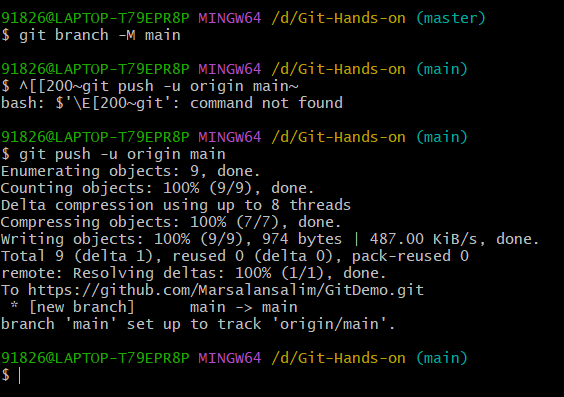 91826@LAPTOP-T79EPR8P MINGW64 /d/Git-Hands-on (master)
$ git branch -M main
91826@LAPTOP-T79EPR8P MINGW64 /d/Git-Hands-on (main)
$ ^[[200~git push -u origin main~
bash: $'\E[200~git': command not found
91826@LAPTOP-T79EPR8P MINGW64 /d/Git-Hands-on (main)
$ git push -u origin main
Enumerating objects: 9, done.
Counting objects: 100% (9/9), done.
Delta compression using up to 8 threads
Compressing objects: 100% (7/7), done.
Writing objects: 100% (9/9), 974 bytes | 487.00 KiB/s, done.
Total 9 (delta 1), reused 0 (delta 0), pack-reused 0
remote: Resolving deltas: 100% (1/1), done.
To https://github.com/Marsalansalim/GitDemo.git
 * [new branch]      main -> main
branch 'main' set up to track 'origin/main'.
91826@LAPTOP-T79EPR8P MINGW64 /d/Git-Hands-on (main)
$